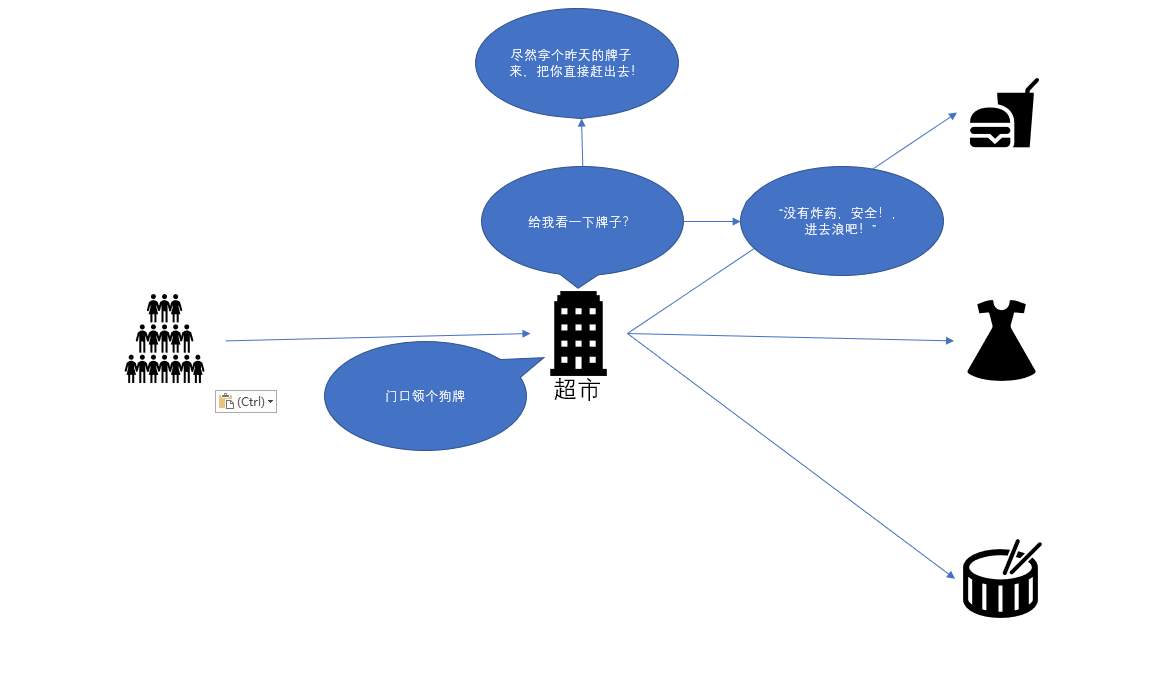 尽然拿个昨天的牌子
来，把你直接赶出去！
给我看一下牌子？
“没有炸药，安全！，
进去浪吧！”
超市
门口领个狗牌
(Ctrl)